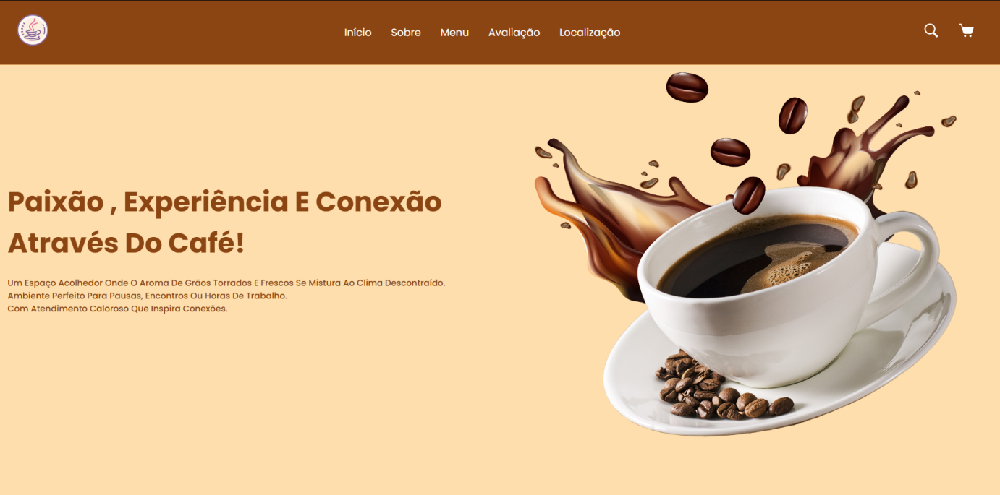 Início Sobre Menu Avaliação Localização
Paixão , Experiência E Conexão
Através Do Café!
Um Espaço Acolhedor Onde O Aroma De Grãos Torrados E Frescos Se Mistura Ao Clima Descontraído.
Ambiente Perfeito Para Pausas, Encontros Ou Horas De Trabalho.
Com Atendimento Caloroso Que Inspira Conexões.